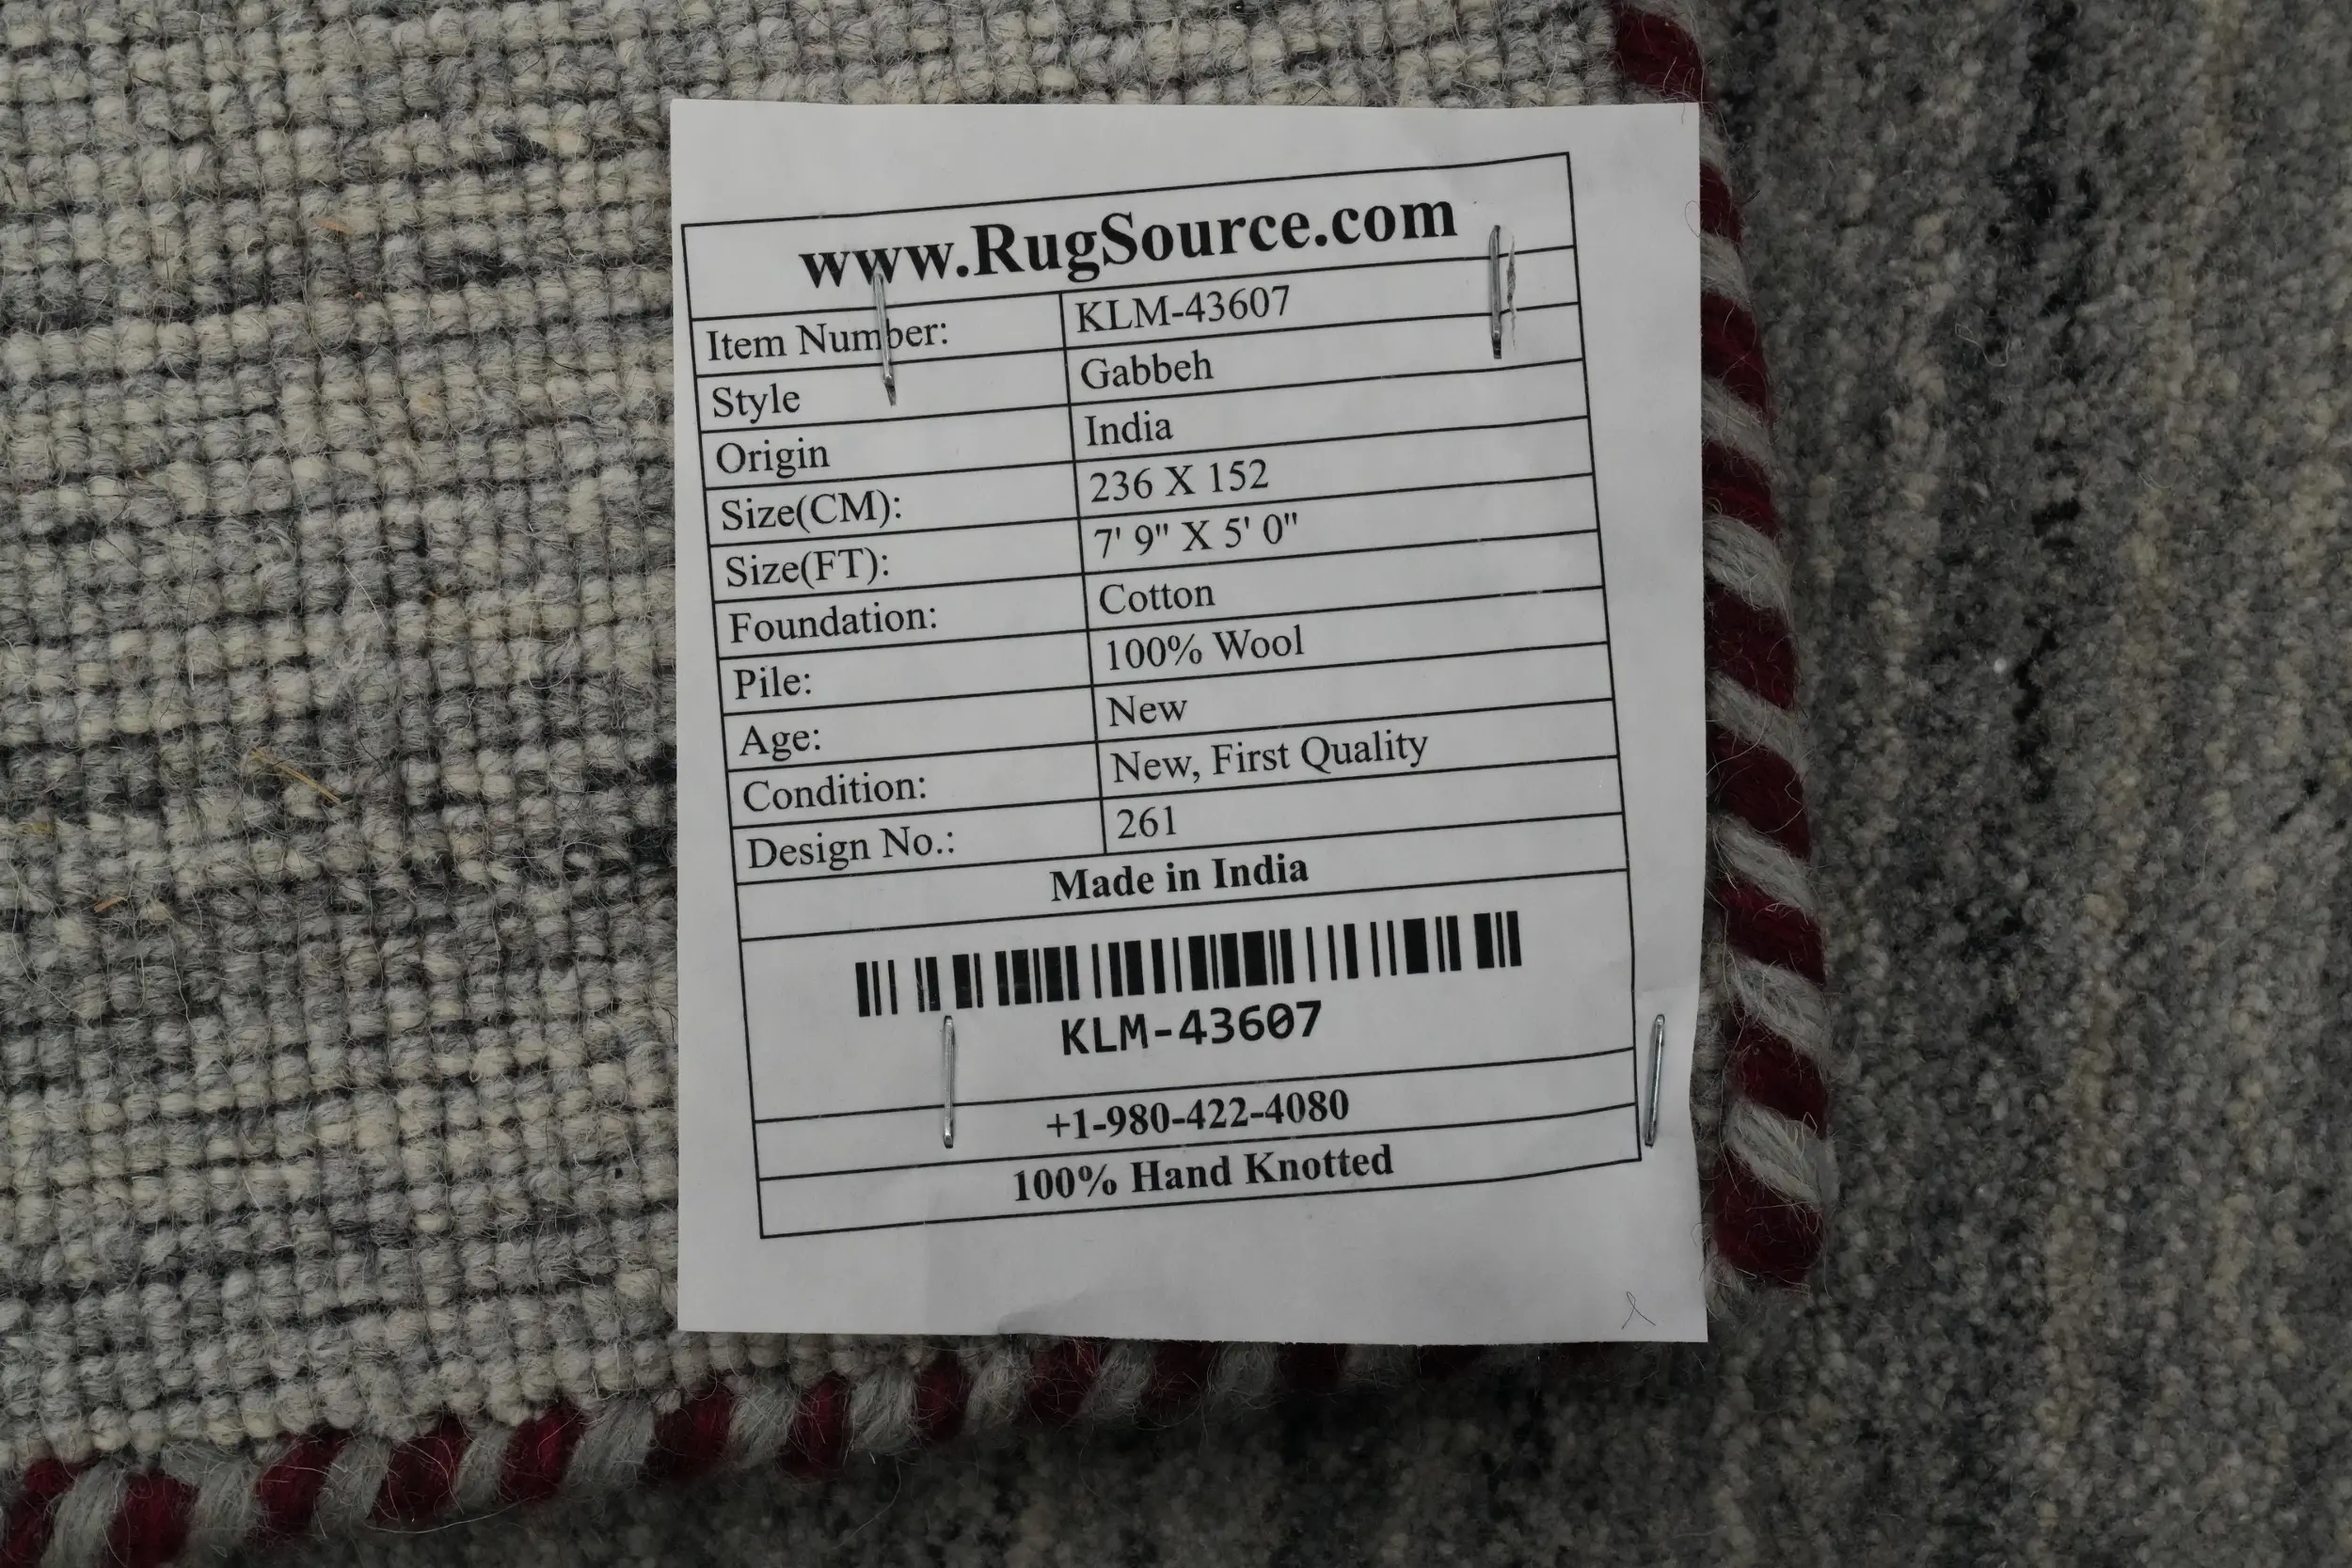 www.RugSource.com
Item Number: KLM-43607
Style Gabbeh
Origin India
Size(CM): 236 X 152
Size(FT): 7' 9" X 5' 0"
Foundation: Cotton
Pile: 100% Wool
Age: New
Condition: New, First Quality
Design No.: 261
Made in India
KLM-43607
+1-980-422-4080
100% Hand Knotted